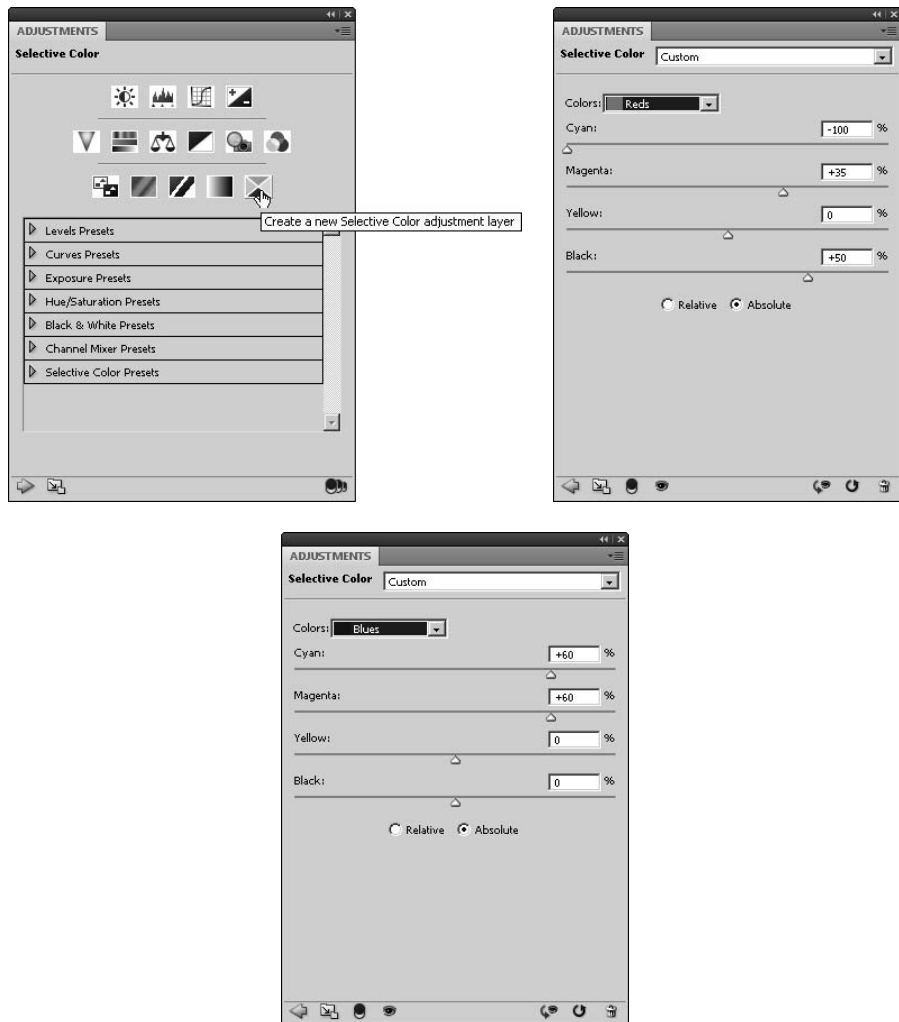 ADJUSTMENTS
Selective Color
Create a new Selective Color adjustment layer
Levels Presets
Curves Presets
Exposure Presets
Hue/Saturation Presets
Black & White Presets
Channel Mixer Presets
Selective Color Presets
ADJUSTMENTS
Selective Color Custom
Colors: Reds
Cyan: -100 %
Magenta: +35 %
Yellow: 0 %
Black: +50 %
Relative Absolute
ADJUSTMENTS
Selective Color Custom
Colors: Blues
Cyan: +60 %
Magenta: +60 %
Yellow: 0 %
Black: 0 %
Relative Absolute